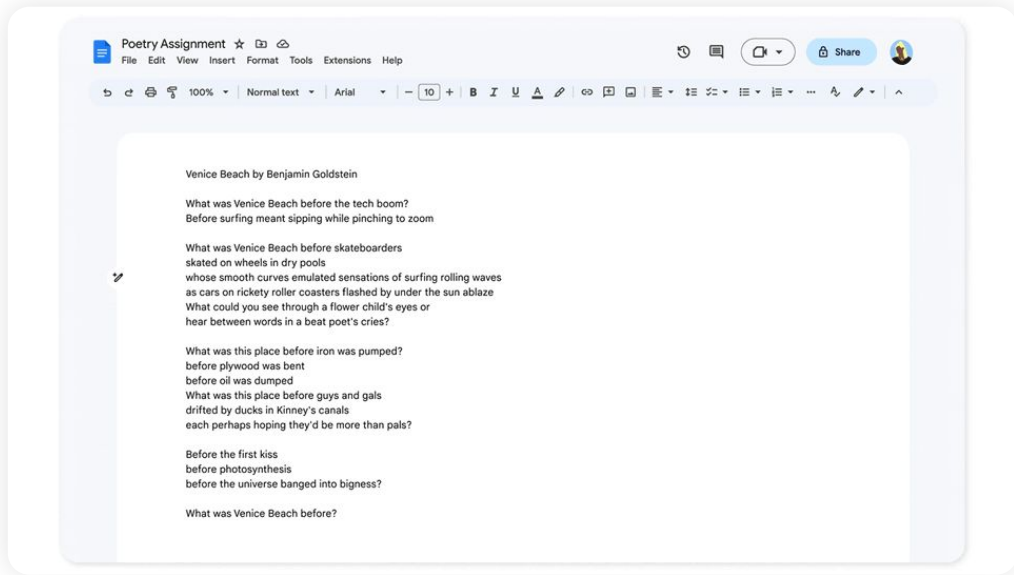 Poetry Assignment
File Edit View Insert Format Tools Extensions Help
Share
100% Normal text Arial − 10 + B I U A
Venice Beach by Benjamin Goldstein
What was Venice Beach before the tech boom?
Before surfing meant sipping while pinching to zoom
What was Venice Beach before skateboarders
skated on wheels in dry pools
whose smooth curves emulated sensations of surfing rolling waves
as cars on rickety roller coasters flashed by under the sun ablaze
What could you see through a flower child's eyes or
hear between words in a beat poet's cries?
What was this place before iron was pumped?
before plywood was bent
before oil was dumped
What was this place before guys and gals
drifted by ducks in Kinney's canals
each perhaps hoping they'd be more than pals?
Before the first kiss
before photosynthesis
before the universe banged into bigness?
What was Venice Beach before?